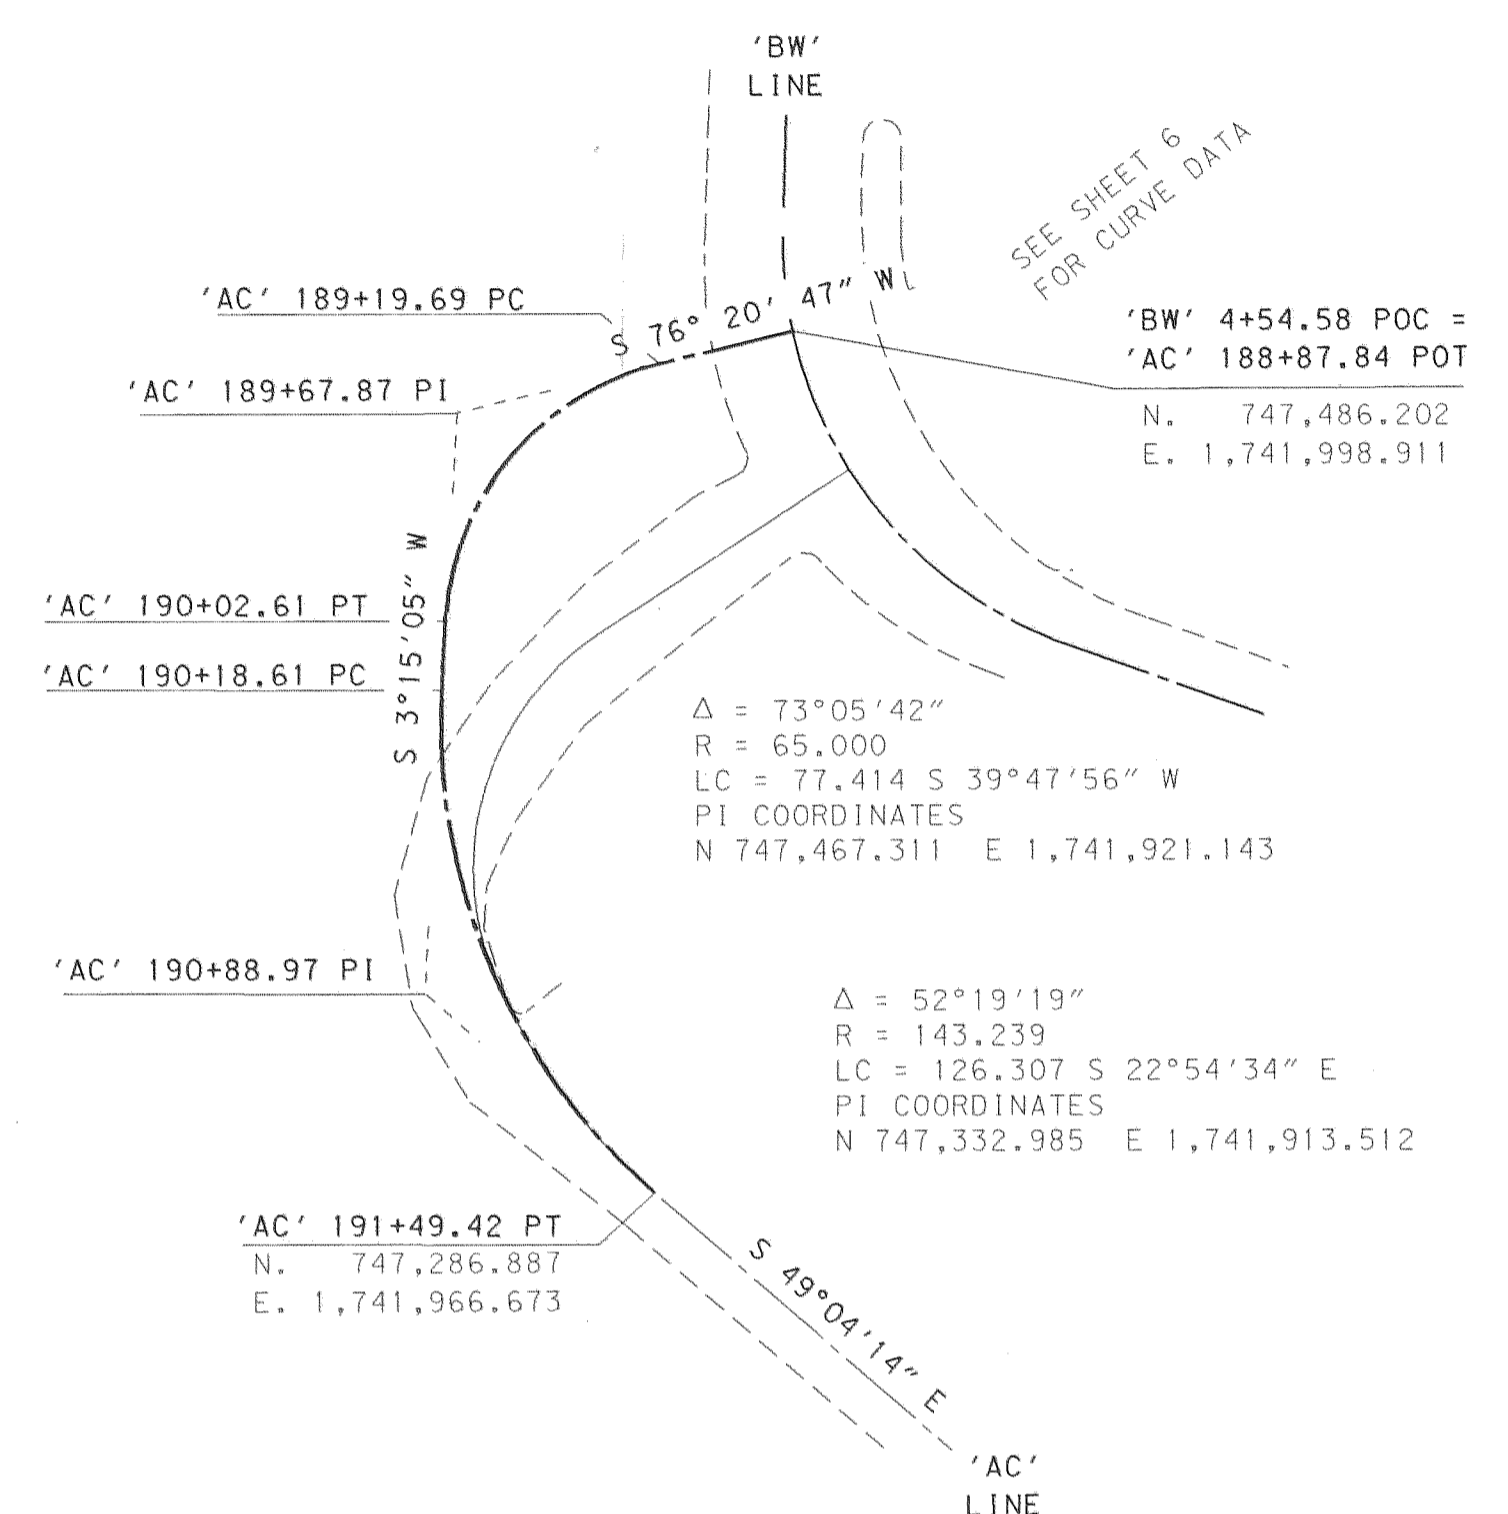 'BW'
LINE
SEE SHEET 6
FOR CURVE DATA
'AC' 189+19.69 PC
S 76° 20' 47" W
'BW' 4+54.58 POC =
'AC' 188+87.84 POT
N. 747,486.202
E. 1,741,998.911
'AC' 189+67.87 PI
S 3°15'05" W
'AC' 190+02.61 PT
'AC' 190+18.61 PC
Δ = 73°05'42"
R = 65.000
LC = 77.414 S 39°47'56" W
PI COORDINATES
N 747,467.311 E 1,741,921.143
'AC' 190+88.97 PI
Δ = 52°19'19"
R = 143.239
LC = 126.307 S 22°54'34" E
PI COORDINATES
N 747,332.985 E 1,741,913.512
'AC' 191+49.42 PT
N. 747,286.887
E. 1,741,966.673
S 49°04'14" E
'AC'
LINE